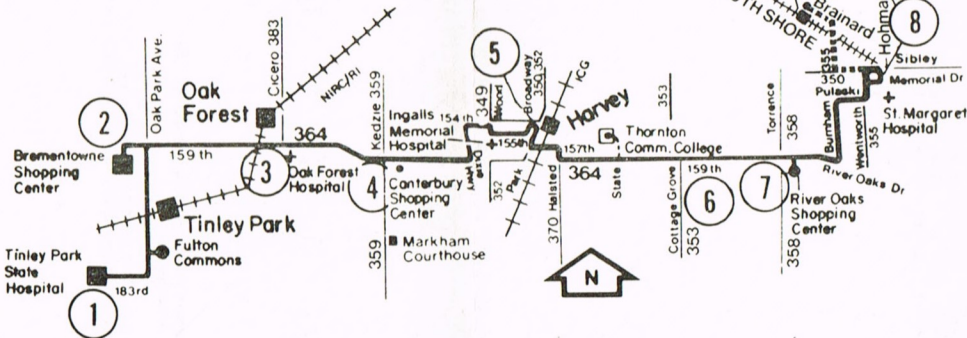 Oak Park Ave.
Cicero 383
Oak
Forest
NIRC/RI
Kedzie 359
2
Brementowne
Shopping
Center
159 th
364
3
Oak Forest
Hospital
4
Canterbury
Shopping
Center
Tinley Park
Fulton
Commons
Tinley Park
State
Hospital
183rd
1
359
Markham
Courthouse
5
349
Wood
Broadway
350,352
ICG
Ingalls
Memorial
Hospital
154 th
155th
Dixie
Hwy
352
Park
Harvey
157th
370 Halsted
364
State
Thornton
Comm. College
353
Cottage Grove
353
159 th
6
N
Torrence
358
7
358
River Oaks
Shopping
Center
River Oaks Dr
Burnham
Wentworth
355
350
Pulaski
355
Brainard
SOUTH SHORE
Hohman
8
Sibley
Memorial Dr
St. Margaret
Hospital